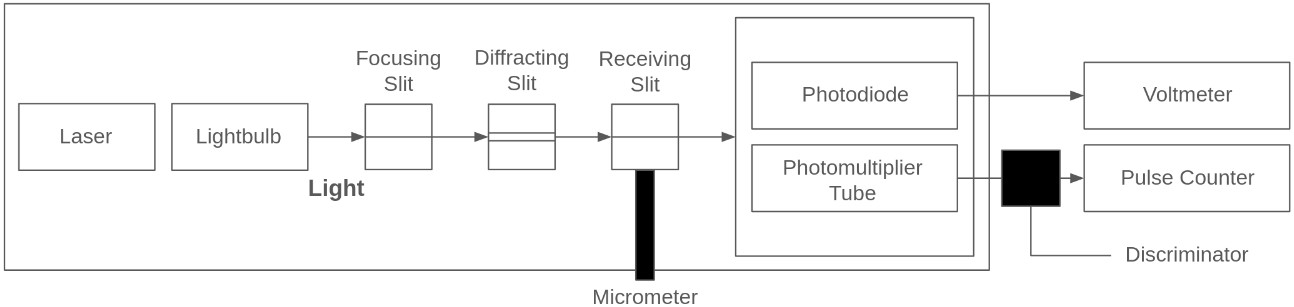 Focusing
Slit
Diffracting
Slit
Receiving
Slit
Laser
Lightbulb
Light
Photodiode
Voltmeter
Photomultiplier
Tube
Pulse Counter
Discriminator
Micrometer